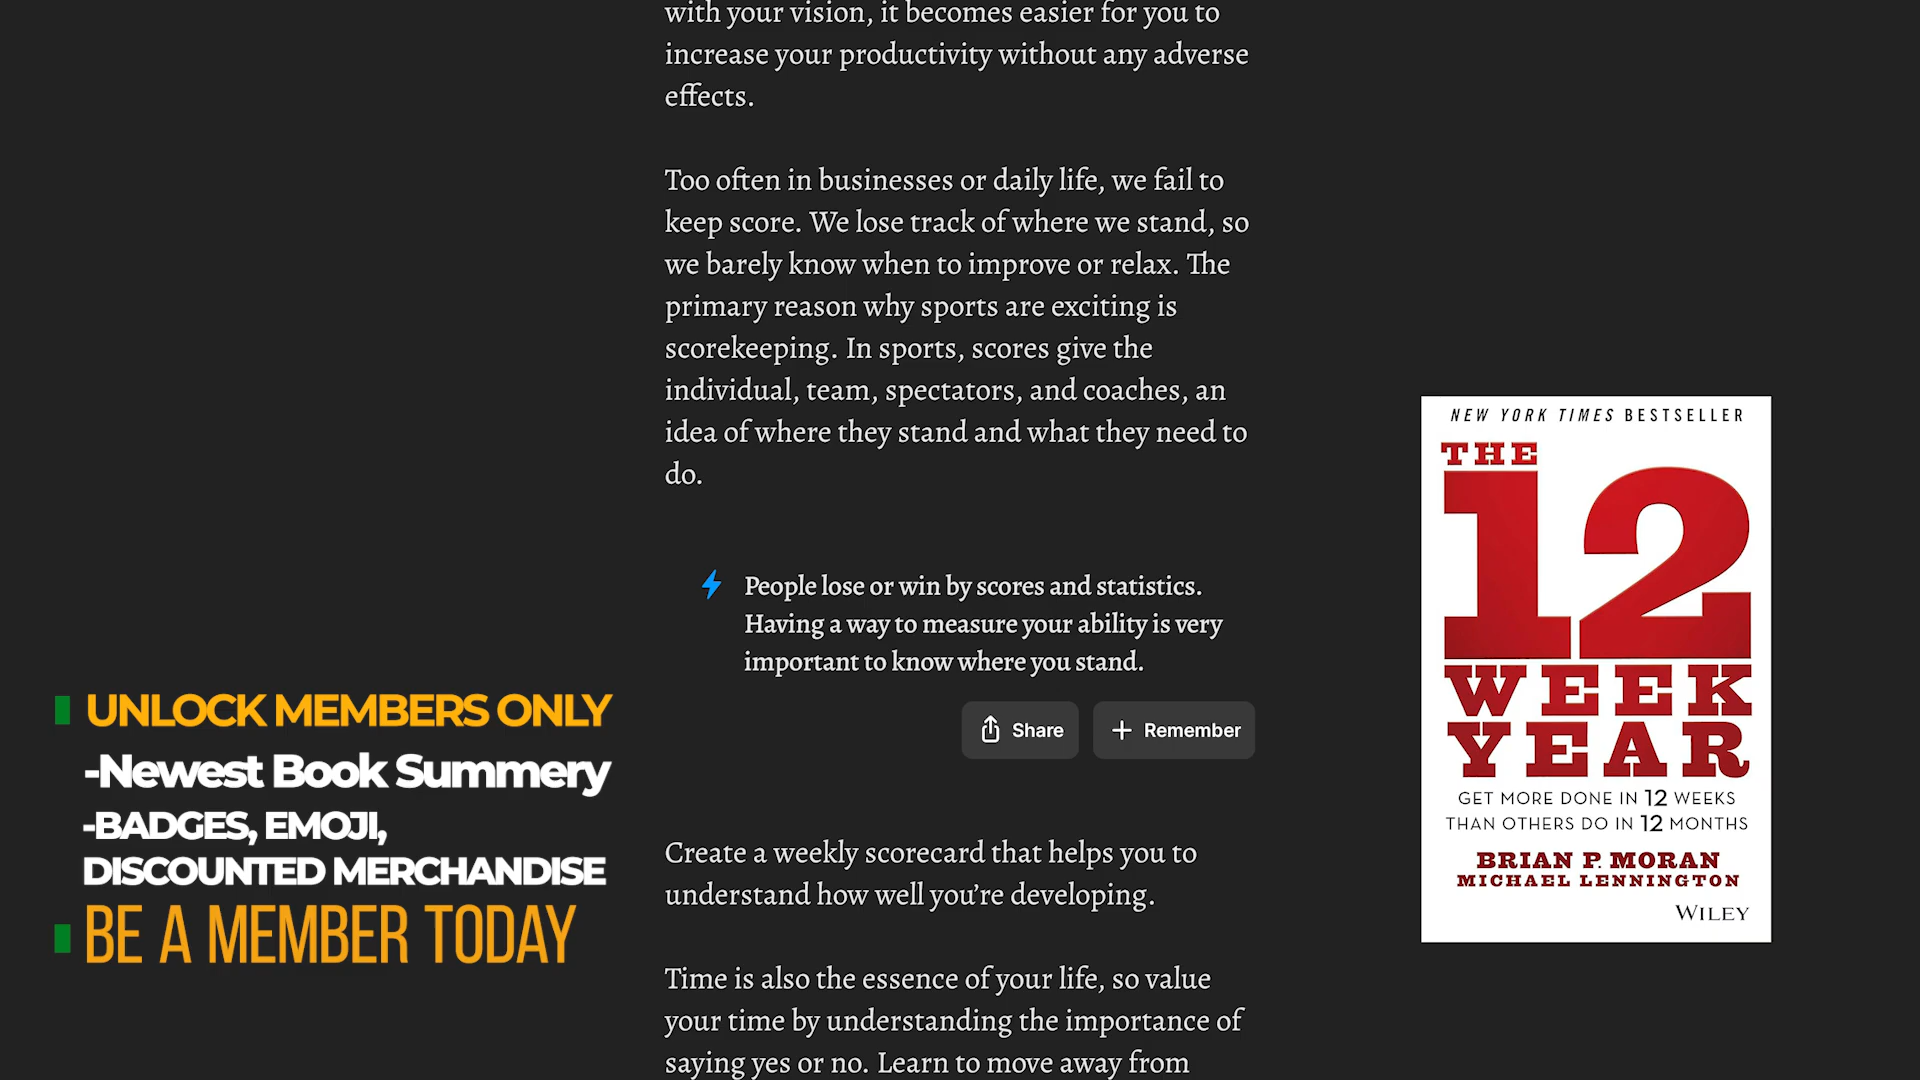 with your vision, it becomes easier for you to
increase your productivity without any adverse
effects.
Too often in businesses or daily life, we fail to
keep score. We lose track of where we stand, so
we barely know when to improve or relax. The
primary reason why sports are exciting is
scorekeeping. In sports, scores give the
individual, team, spectators, and coaches, an
idea of where they stand and what they need to
do.
People lose or win by scores and statistics.
Having a way to measure your ability is very
important to know where you stand.
Share
Remember
Create a weekly scorecard that helps you to
understand how well you’re developing.
Time is also the essence of your life, so value
your time by understanding the importance of
saying yes or no. Learn to move away from
UNLOCK MEMBERS ONLY
-Newest Book Summery
-BADGES, EMOJI,
DISCOUNTED MERCHANDISE
BE A MEMBER TODAY
NEW YORK TIMES BESTSELLER
THE
12
WEEK
YEAR
GET MORE DONE IN 12 WEEKS
THAN OTHERS DO IN 12 MONTHS
BRIAN P. MORAN
MICHAEL LENNINGTON
WILEY